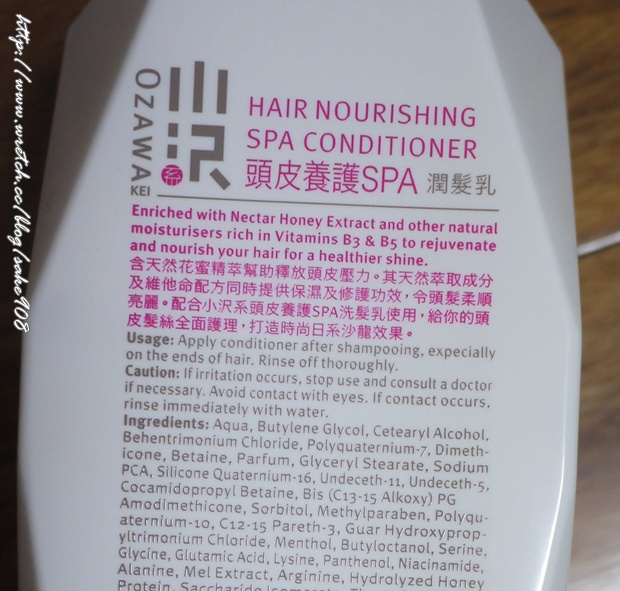 http://www.wretch.cc/blog/sake908
小沢
系
OZAWA
KEI
HAIR NOURISHING
SPA CONDITIONER
頭皮養護SPA 潤髮乳
Enriched with Nectar Honey Extract and other natural
moisturisers rich in Vitamins B3 & B5 to rejuvenate
and nourish your hair for a healthier shine.
含天然花蜜精萃幫助釋放頭皮壓力。其天然萃取成分
及維他命配方同時提供保濕及修護功效，令頭髮柔順
亮麗。配合小沢系頭皮養護SPA洗髮乳使用，給你的頭
皮髮絲全面護理，打造時尚日系沙龍效果。
Usage: Apply conditioner after shampooing, especially
on the ends of hair. Rinse off thoroughly.
Caution: If irritation occurs, stop use and consult a doctor
if necessary. Avoid contact with eyes. If contact occurs,
rinse immediately with water.
Ingredients: Aqua, Butylene Glycol, Cetearyl Alcohol,
Behentrimonium Chloride, Polyquaternium-7, Dimeth-
icone, Betaine, Parfum, Glyceryl Stearate, Sodium
PCA, Silicone Quaternium-16, Undeceth-11, Undeceth-5,
Cocamidopropyl Betaine, Bis (C13-15 Alkoxy) PG
Amodimethicone, Sorbitol, Methylparaben, Polyqu-
aternium-10, C12-15 Pareth-3, Guar Hydroxyprop-
yltrimonium Chloride, Menthol, Butyloctanol, Serine,
Glycine, Glutamic Acid, Lysine, Panthenol, Niacinamide,
Alanine, Mel Extract, Arginine, Hydrolyzed Honey
Protein, Saccharide Isomerate,